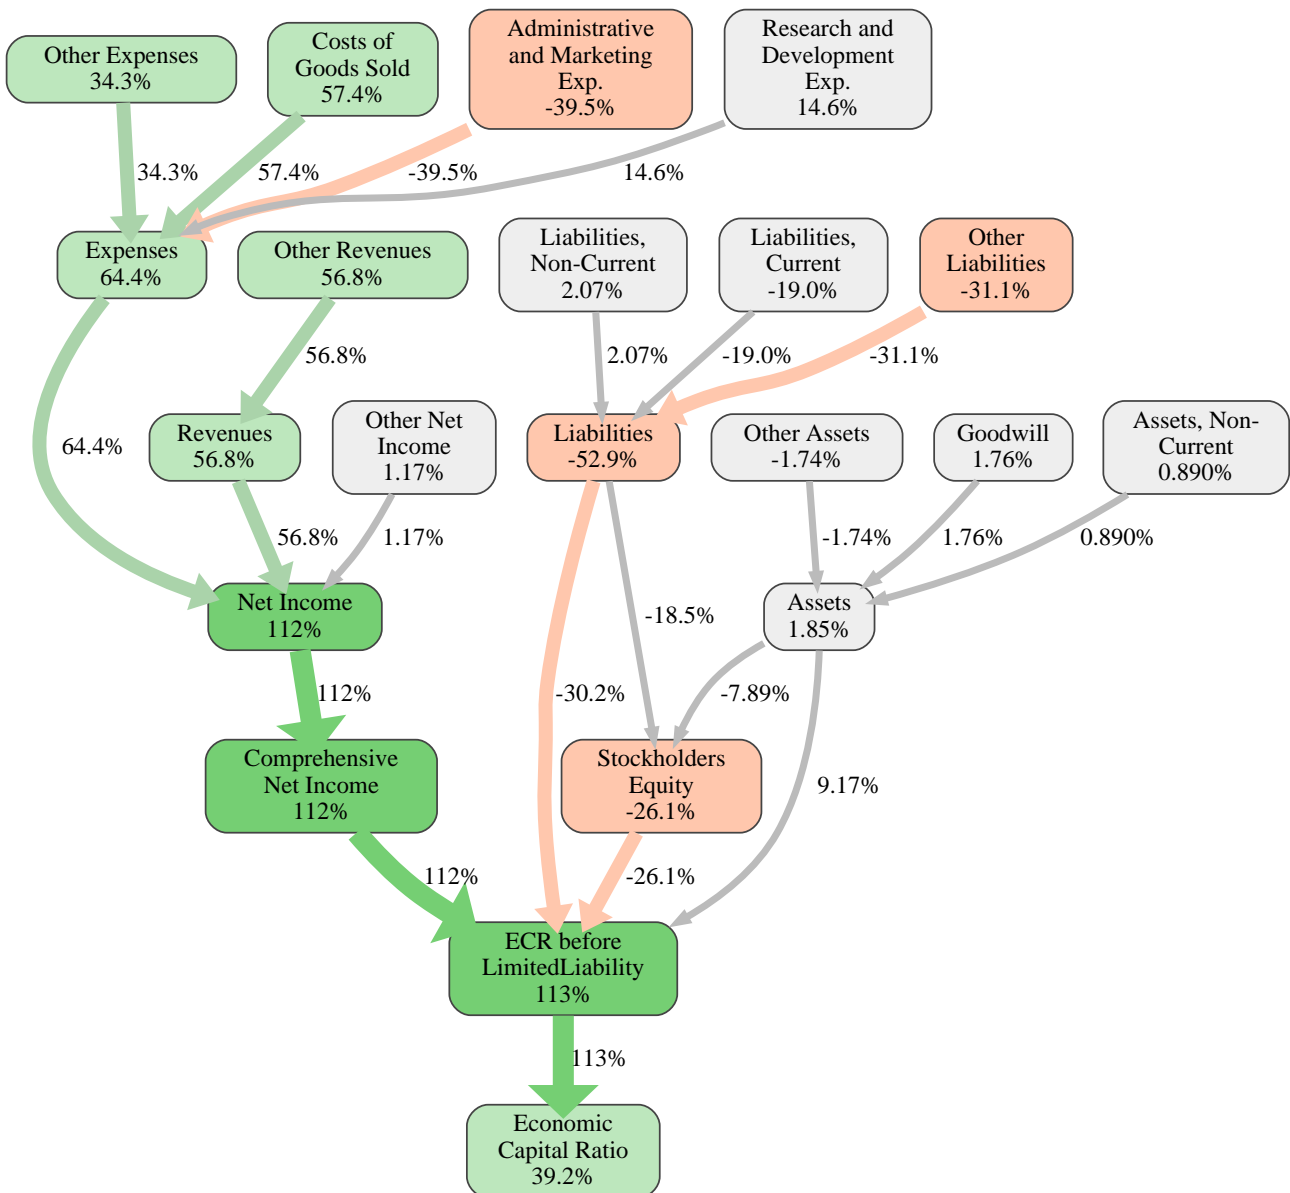 Other Expenses
34.3%
Costs of
Goods Sold
57.4%
Administrative
and Marketing
Exp.
-39.5%
Research and
Development
Exp.
14.6%
34.3%
57.4%
-39.5%
14.6%
Expenses
64.4%
Other Revenues
56.8%
Liabilities,
Non-Current
2.07%
Liabilities,
Current
-19.0%
Other
Liabilities
-31.1%
56.8%
2.07%
-19.0%
-31.1%
64.4%
Revenues
56.8%
Other Net
Income
1.17%
Liabilities
-52.9%
Other Assets
-1.74%
Goodwill
1.76%
Assets, Non-
Current
0.890%
56.8%
1.17%
-1.74%
1.76%
0.890%
Net Income
112%
-18.5%
Assets
1.85%
112%
-30.2%
-7.89%
Comprehensive
Net Income
112%
Stockholders
Equity
-26.1%
9.17%
112%
-26.1%
ECR before
LimitedLiability
113%
113%
Economic
Capital Ratio
39.2%